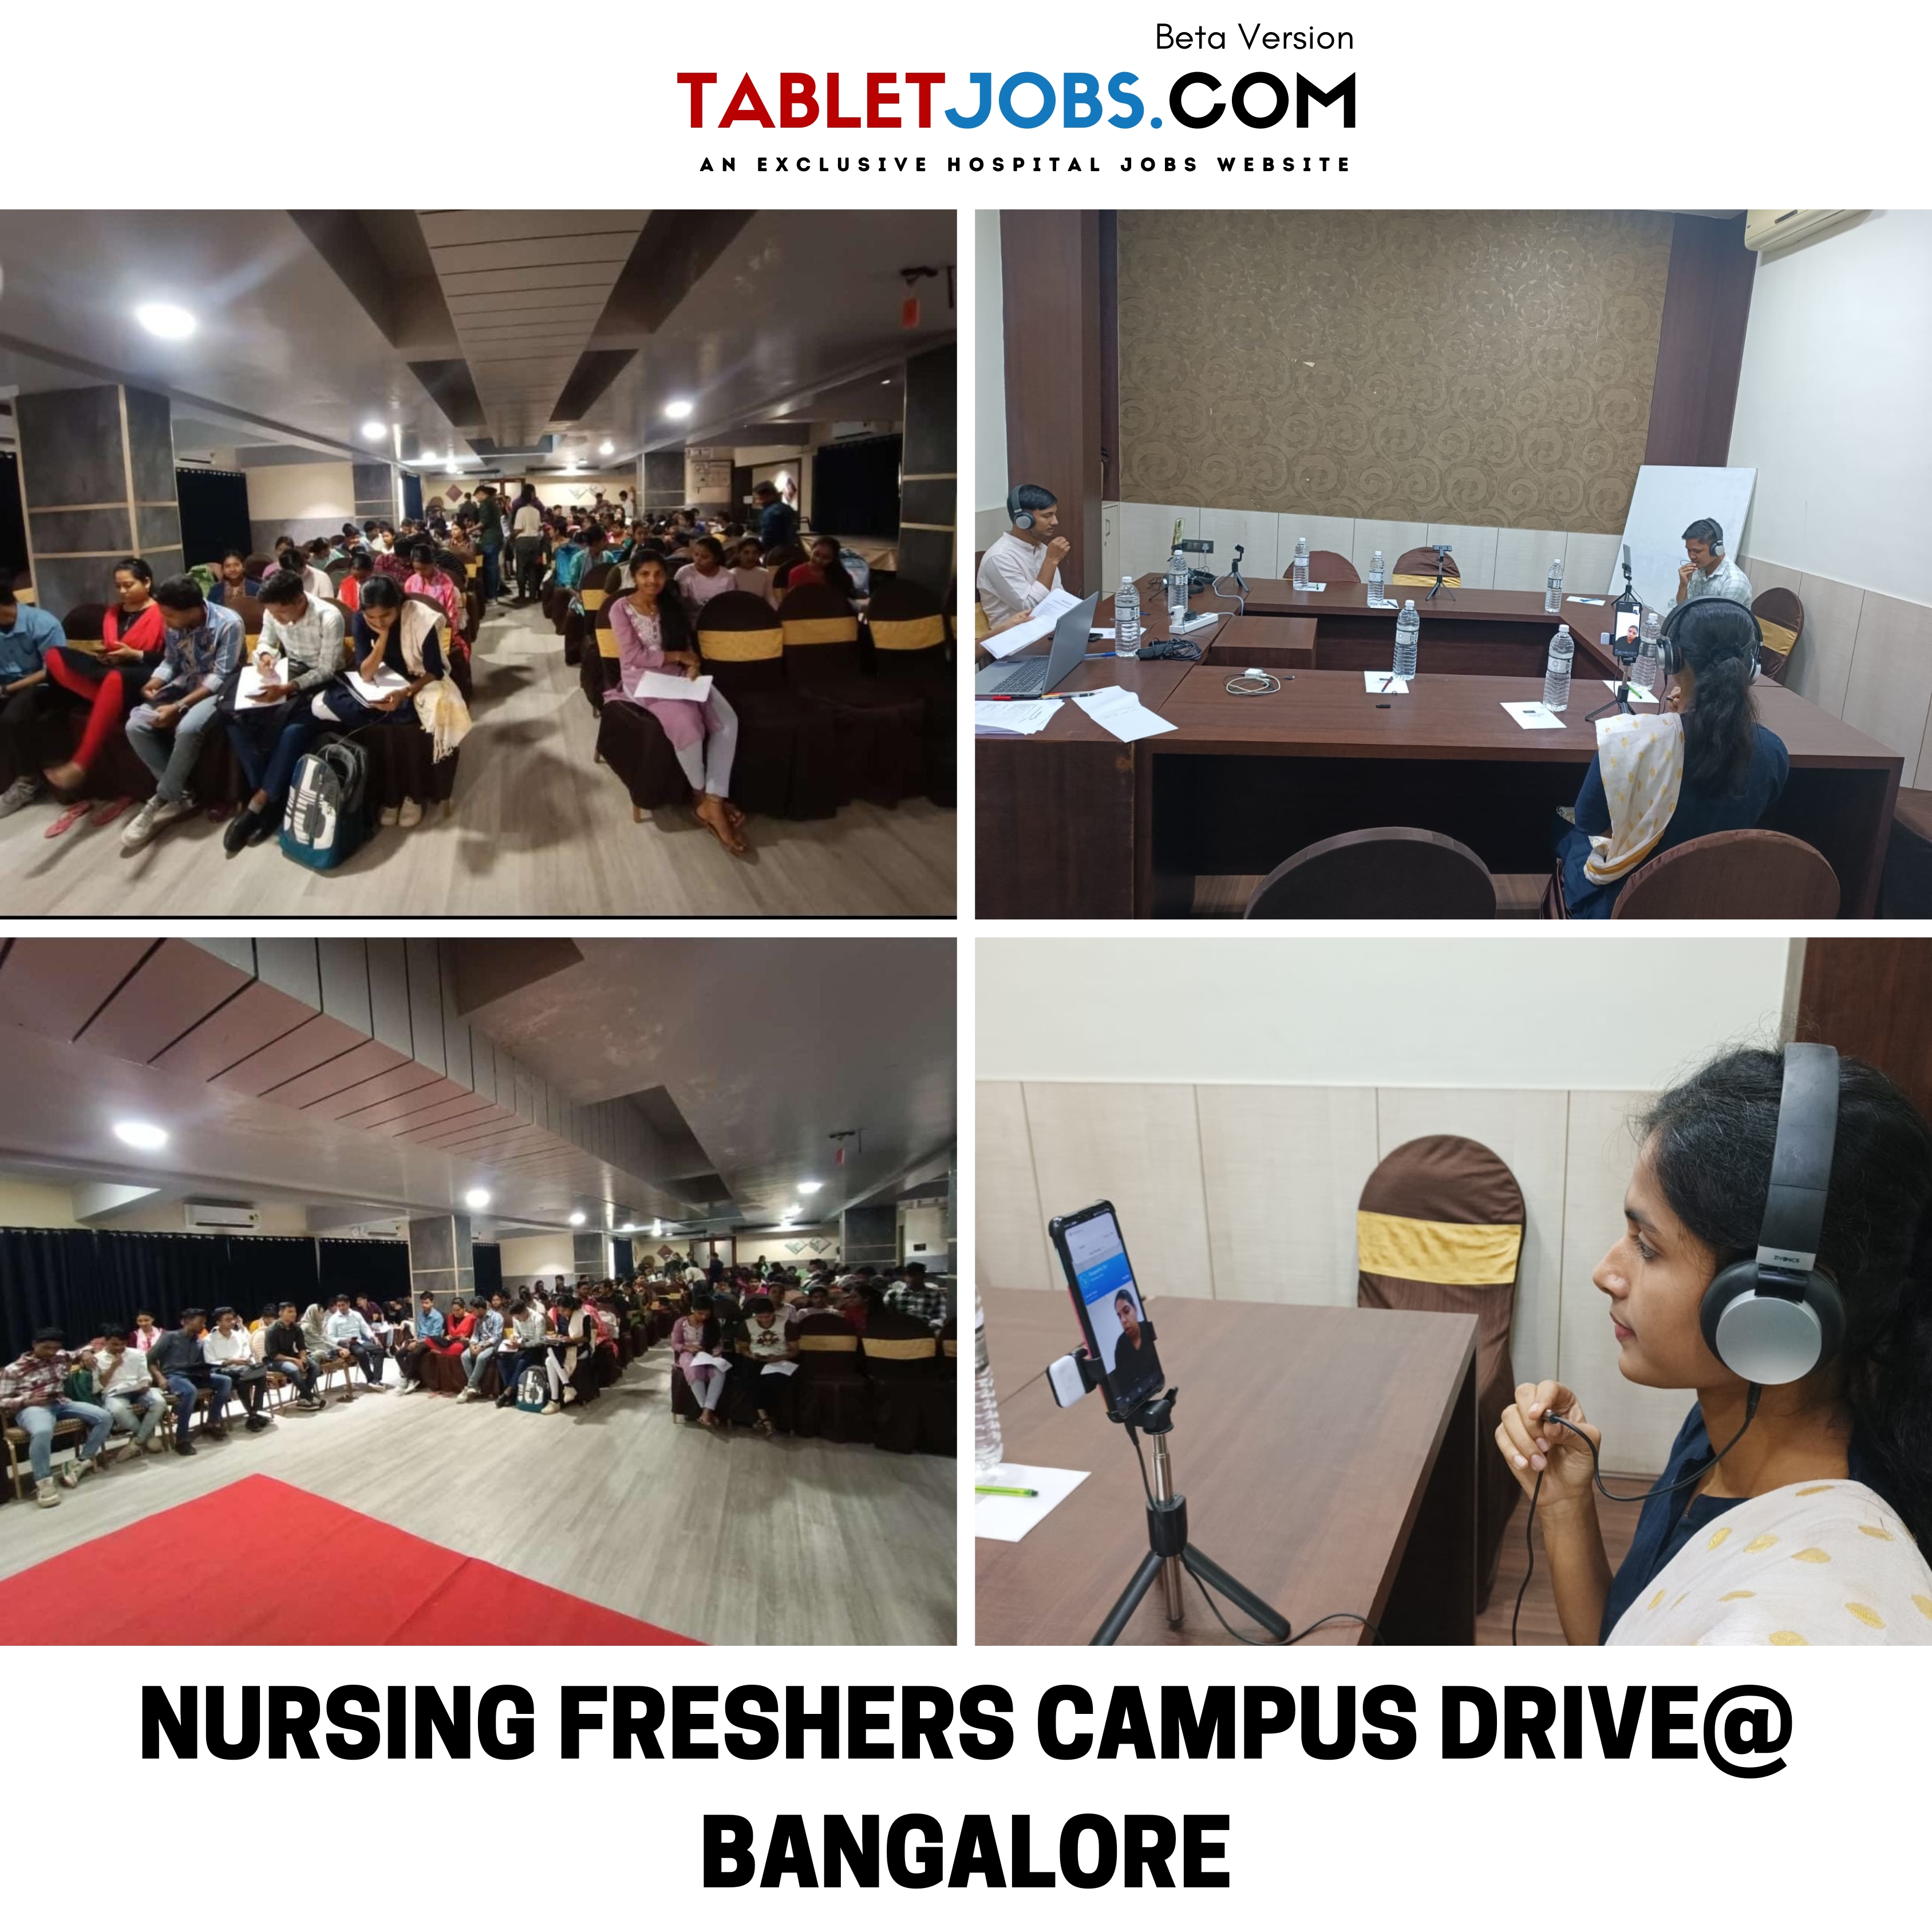 Beta Version
TABLETJOBS.COM
AN EXCLUSIVE HOSPITAL JOBS WEBSITE
NURSING FRESHERS CAMPUS DRIVE@
BANGALORE